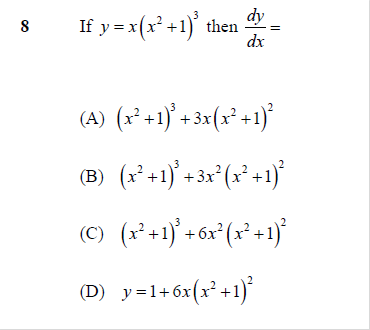 8 If y = x(x² + 1)³ then dy/dx =
(A) (x² + 1)³ + 3x(x² + 1)²
(B) (x² + 1)³ + 3x²(x² + 1)²
(C) (x² + 1)³ + 6x²(x² + 1)²
(D) y = 1 + 6x(x² + 1)²